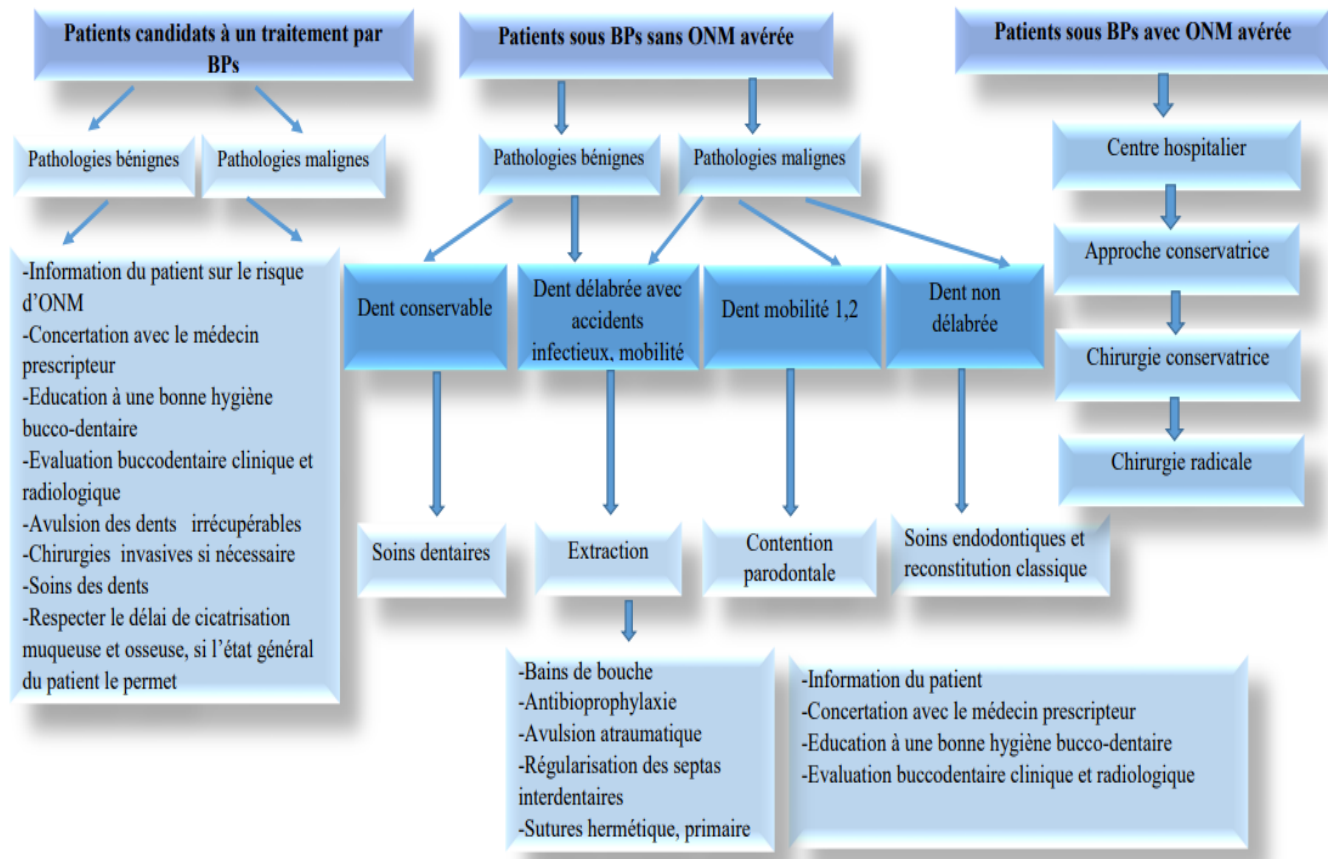 Patients candidats à un traitement par
BPs
Patients sous BPs sans ONM avérée
Patients sous BPs avec ONM avérée
Pathologies bénignes
Pathologies malignes
Pathologies bénignes
Pathologies malignes
Centre hospitalier
Approche conservatrice
Chirurgie conservatrice
Chirurgie radicale
-Information du patient sur le risque
d’ONM
-Concertation avec le médecin
prescripteur
-Education à une bonne hygiène
bucco-dentaire
-Evaluation buccodentaire clinique et
radiologique
-Avulsion des dents irrécupérables
-Chirurgies invasives si nécessaire
-Soins des dents
-Respecter le délai de cicatrisation
muqueuse et osseuse, si l’état général
du patient le permet
Dent conservable
Dent délabrée avec
accidents
infectieux, mobilité
Dent mobilité 1,2
Dent non
délabrée
Soins dentaires
Extraction
Contention
parodontale
Soins endodontiques et
reconstitution classique
-Bains de bouche
-Antibioprophylaxie
-Avulsion atraumatique
-Régularisation des septas
interdentaires
-Sutures hermétique, primaire
-Information du patient
-Concertation avec le médecin prescripteur
-Education à une bonne hygiène bucco-dentaire
-Evaluation buccodentaire clinique et radiologique